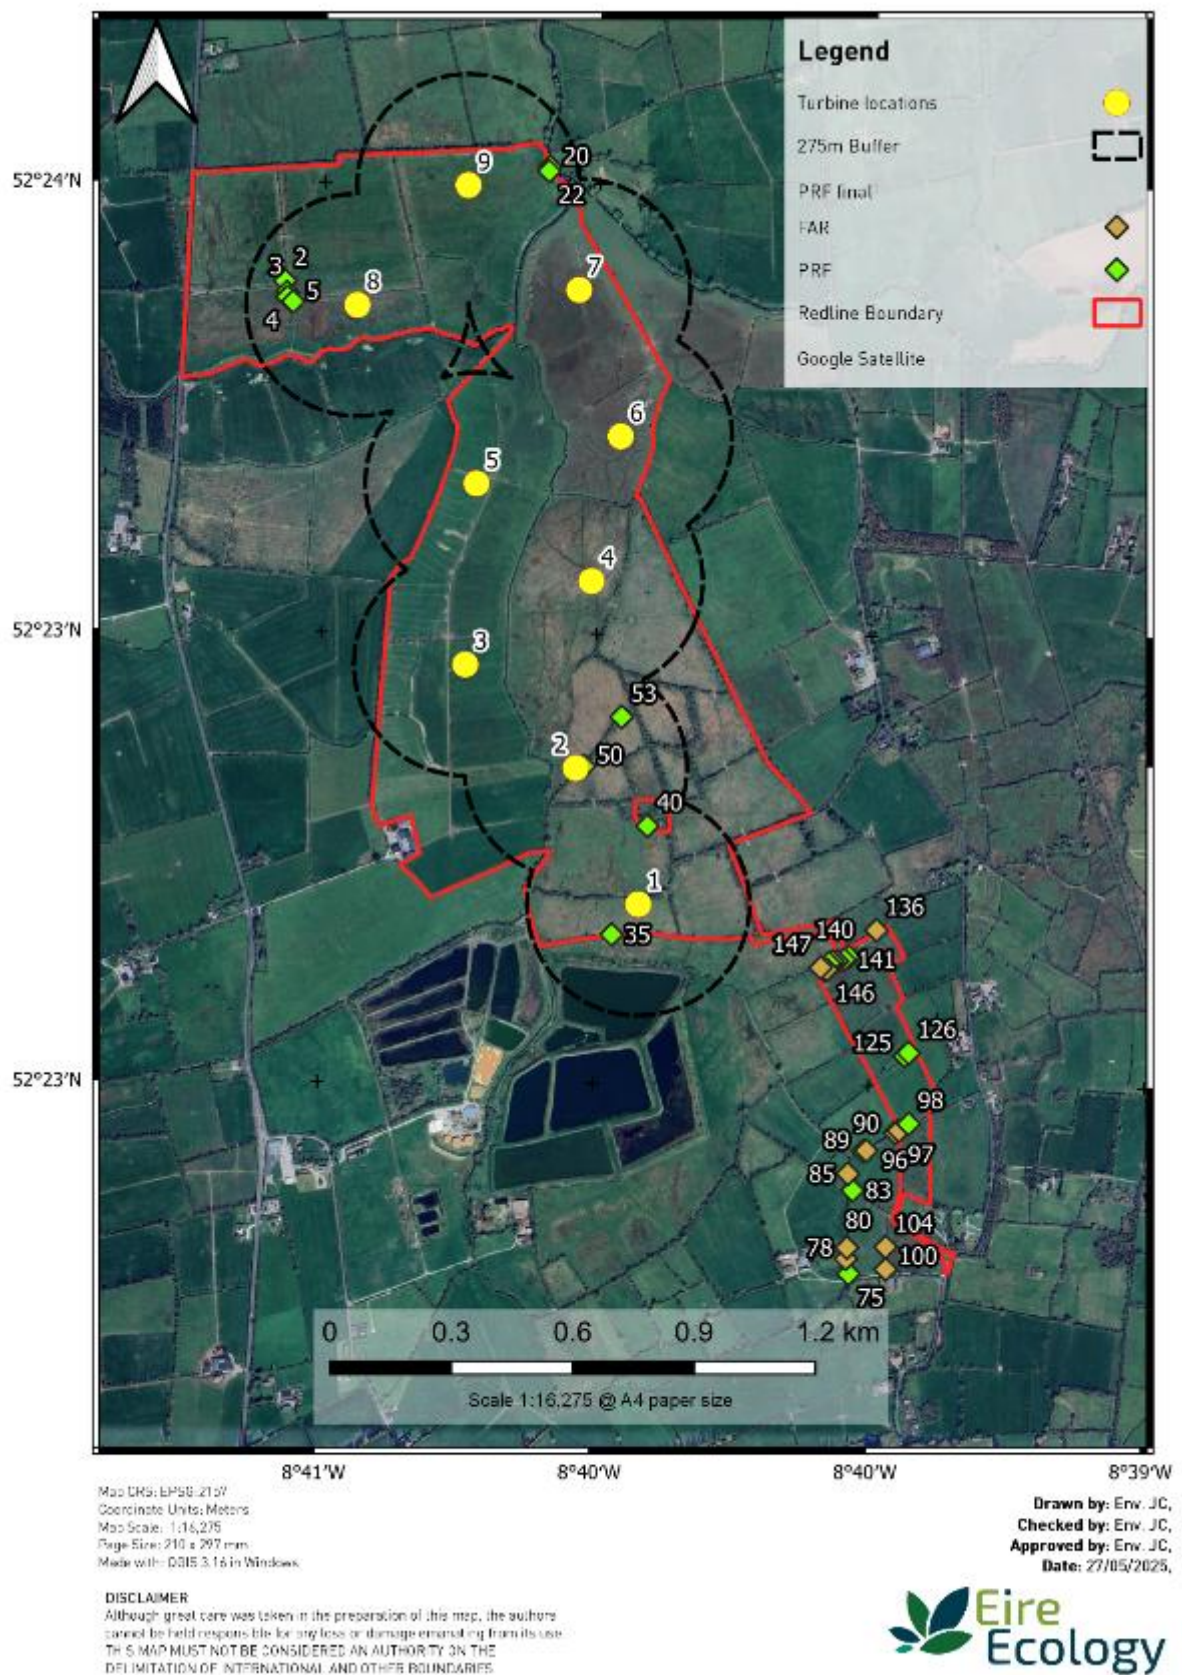 Legend
Turbine locations
275m Buffer
PRF final
FAR
PRF
Redline Boundary
Google Satellite
52°24'N
52°23'N
52°23'N
9
20
22
3
2
5
4
8
7
6
5
4
3
53
2
50
40
1
35
136
140
147
141
146
126
125
98
90
89
96
97
85
83
80
104
78
100
75
0 0.3 0.6 0.9 1.2 km
Scale 1:16,275 @ A4 paper size
8°41'W 8°40'W 8°40'W 8°39'W
Map CRS: EPSG:2157
Coordinate Units: Meters
Map Scale: 1:16,275
Page Size: 210 x 297 mm
Made with: QGIS 3.16 in Windows
Drawn by: Env. JC,
Checked by: Env. JC,
Approved by: Env. JC,
Date: 27/05/2025,
DISCLAIMER
Although great care was taken in the preparation of this map, the authors
cannot be held responsible for any loss or damage emanating from its use
THIS MAP MUST NOT BE CONSIDERED AN AUTHORITY ON THE
DELIMITATION OF INTERNATIONAL AND OTHER BOUNDARIES
Eire
Ecology